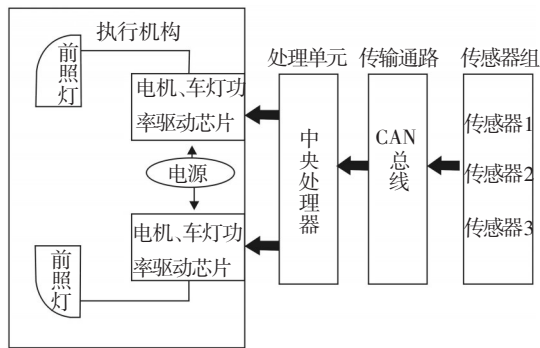 执行机构
前照灯
电机、车灯功
率驱动芯片
电源
电机、车灯功
率驱动芯片
前照灯
处理单元
中央处理器
传输通路
CAN
总线
传感器组
传感器1
传感器2
传感器3